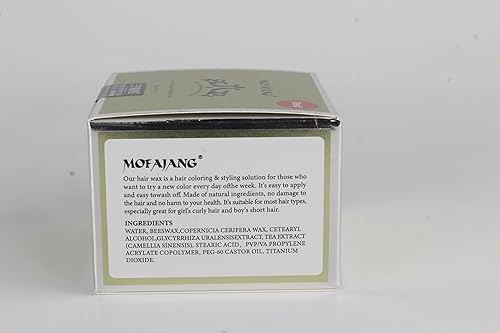 MOFAJANG
MOFAJANG®
Our hair wax is a hair coloring & styling solution for those who
want to try a new color every day ofthe week. It's easy to apply
and easy towash off. Made of natural ingredients, no damage to
the hair and no harm to your health. It's suitable for most hair types,
especially great for girl's curly hair and boy's short hair.
INGREDIENTS
WATER, BEESWAX,COPERNICIA CERIFERA WAX, CETEARYL
ALCOHOL,GLYCYRRHIZA URALENSISEXTRACT, TEA EXTRACT
(CAMELLIA SINENSIS), STEARIC ACID, PVP/VA PROPYLENE
ACRYLATE COPOLYMER, PEG-60 CASTOR OIL, TITANIUM
DIOXIDE.